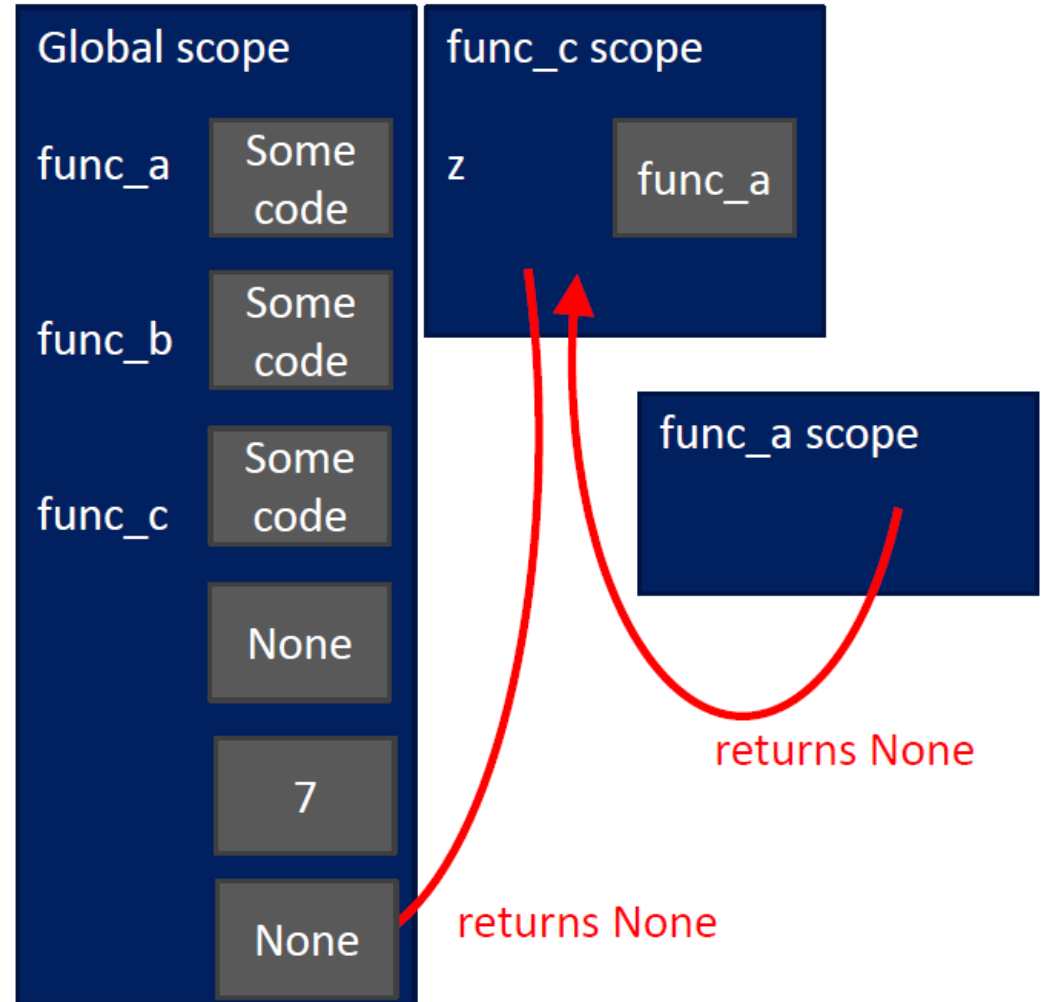 Global scope
func_a
Some
code
func_b
Some
code
func_c
Some
code
None
7
None
func_c scope
z
func_a
func_a scope
returns None
returns None